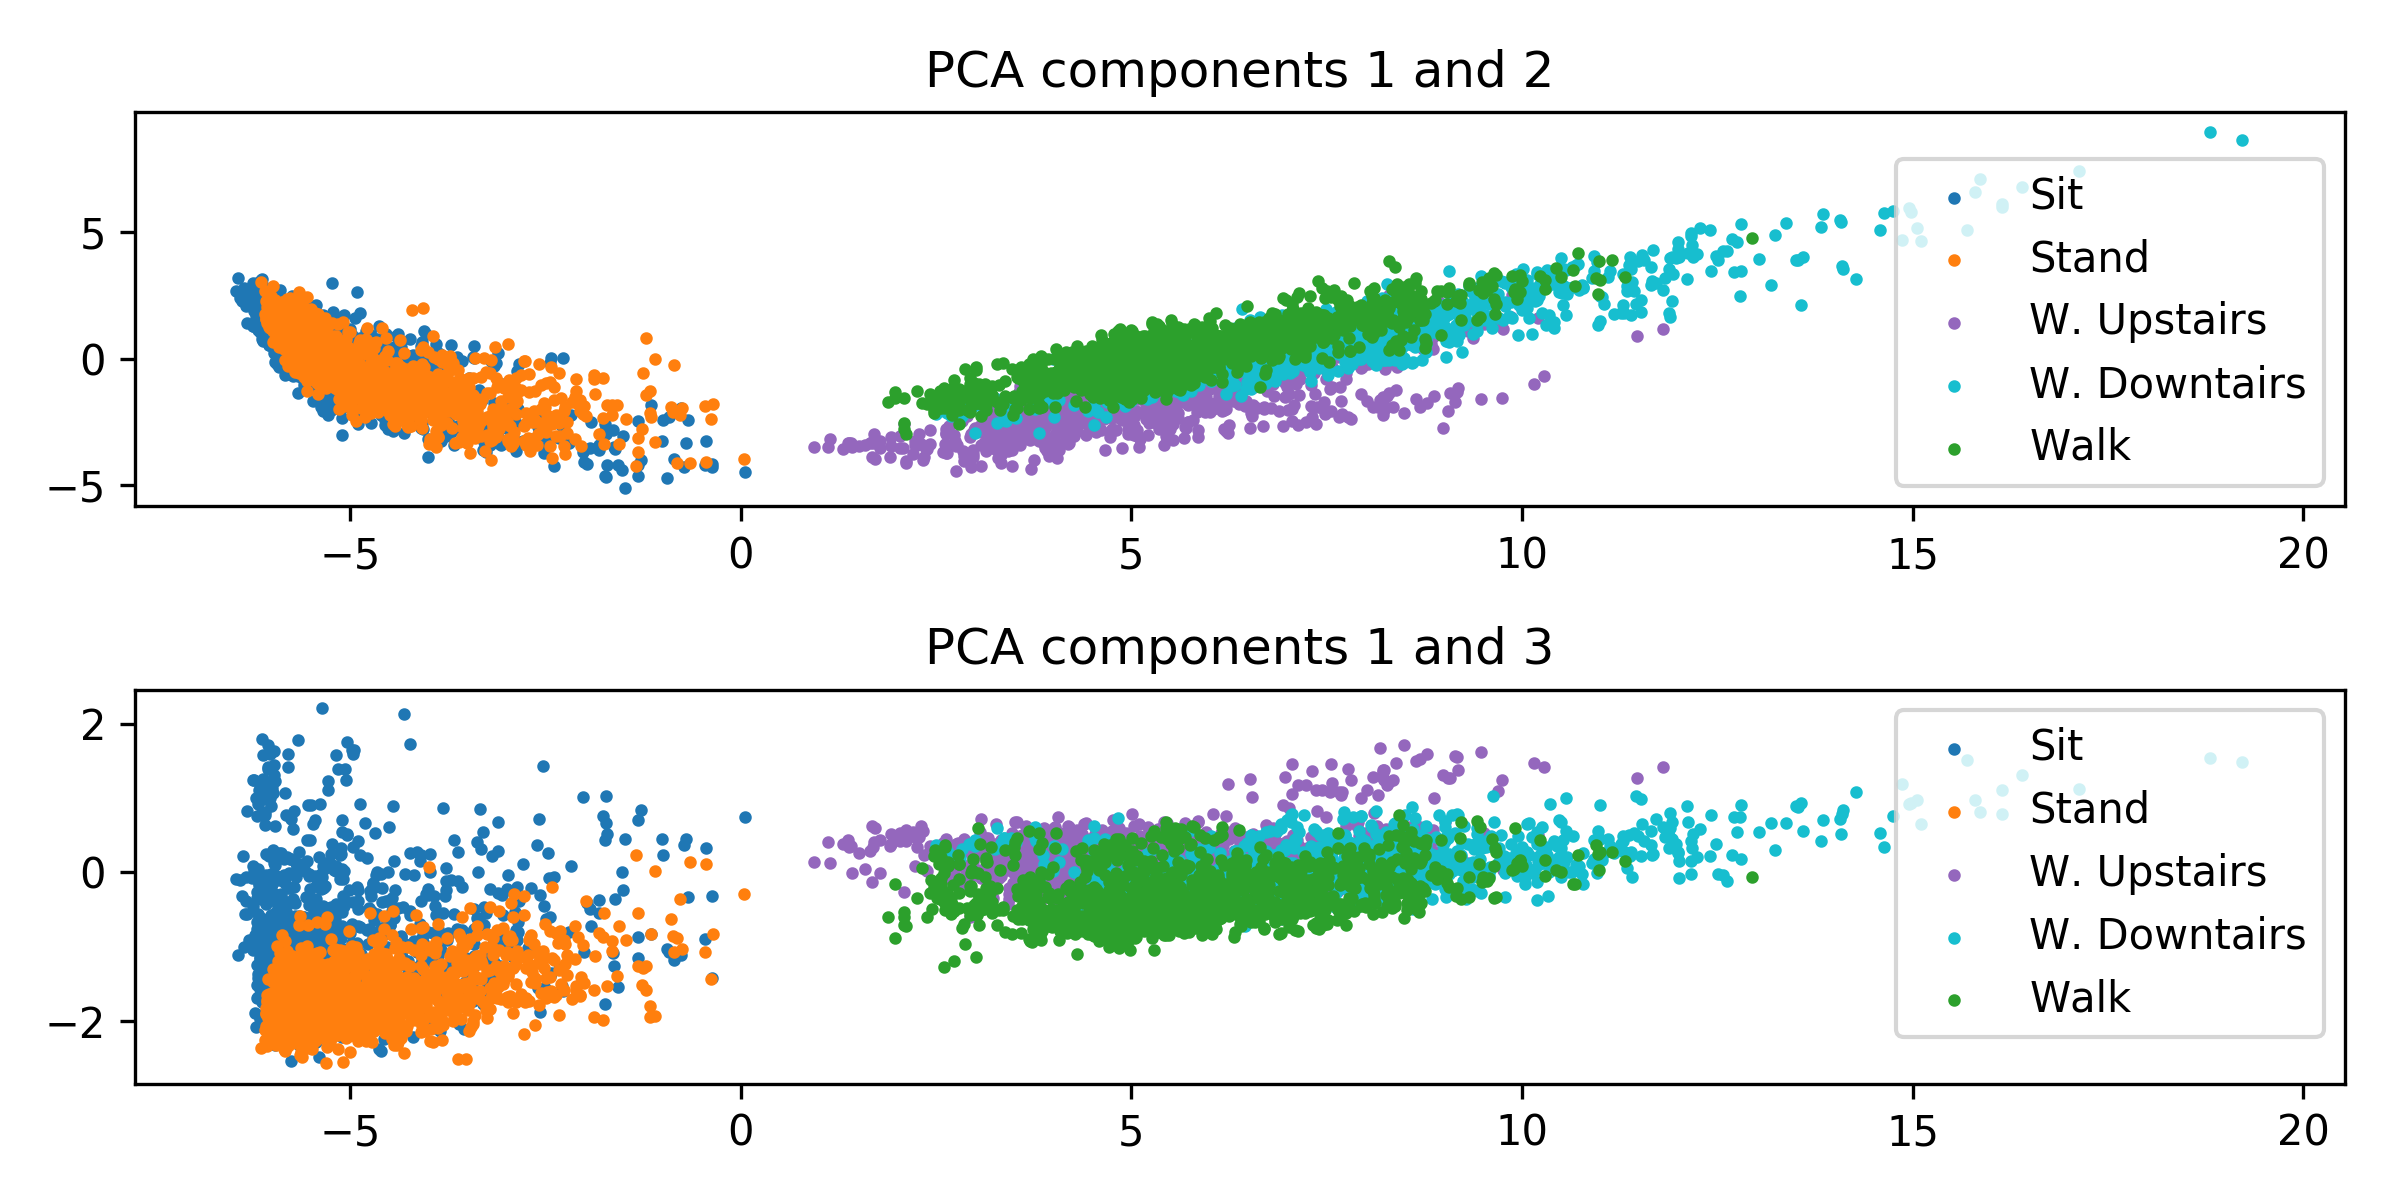 PCA components 1 and 2
5
0
−5
Sit
Stand
W. Upstairs
W. Downtairs
Walk
−5 0 5 10 15 20
PCA components 1 and 3
2
0
−2
Sit
Stand
W. Upstairs
W. Downtairs
Walk
−5 0 5 10 15 20